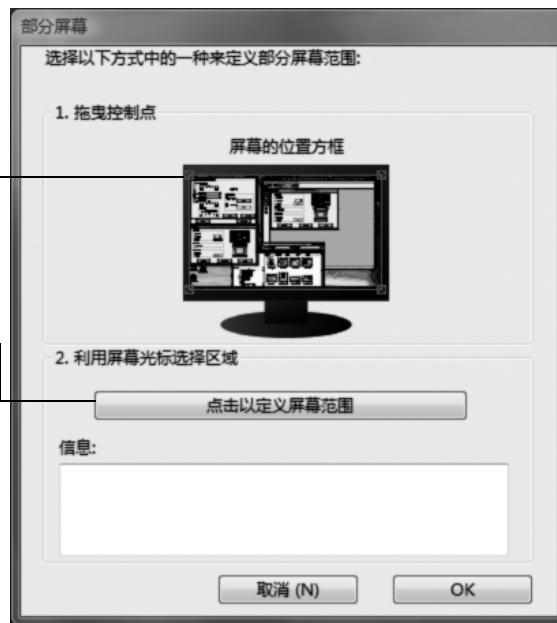 部分屏幕
选择以下方式中的一种来定义部分屏幕范围:
1. 拖曳控制点
屏幕的位置方框
2. 利用屏幕光标选择区域
点击以定义屏幕范围
信息:
取消 (N)
OK